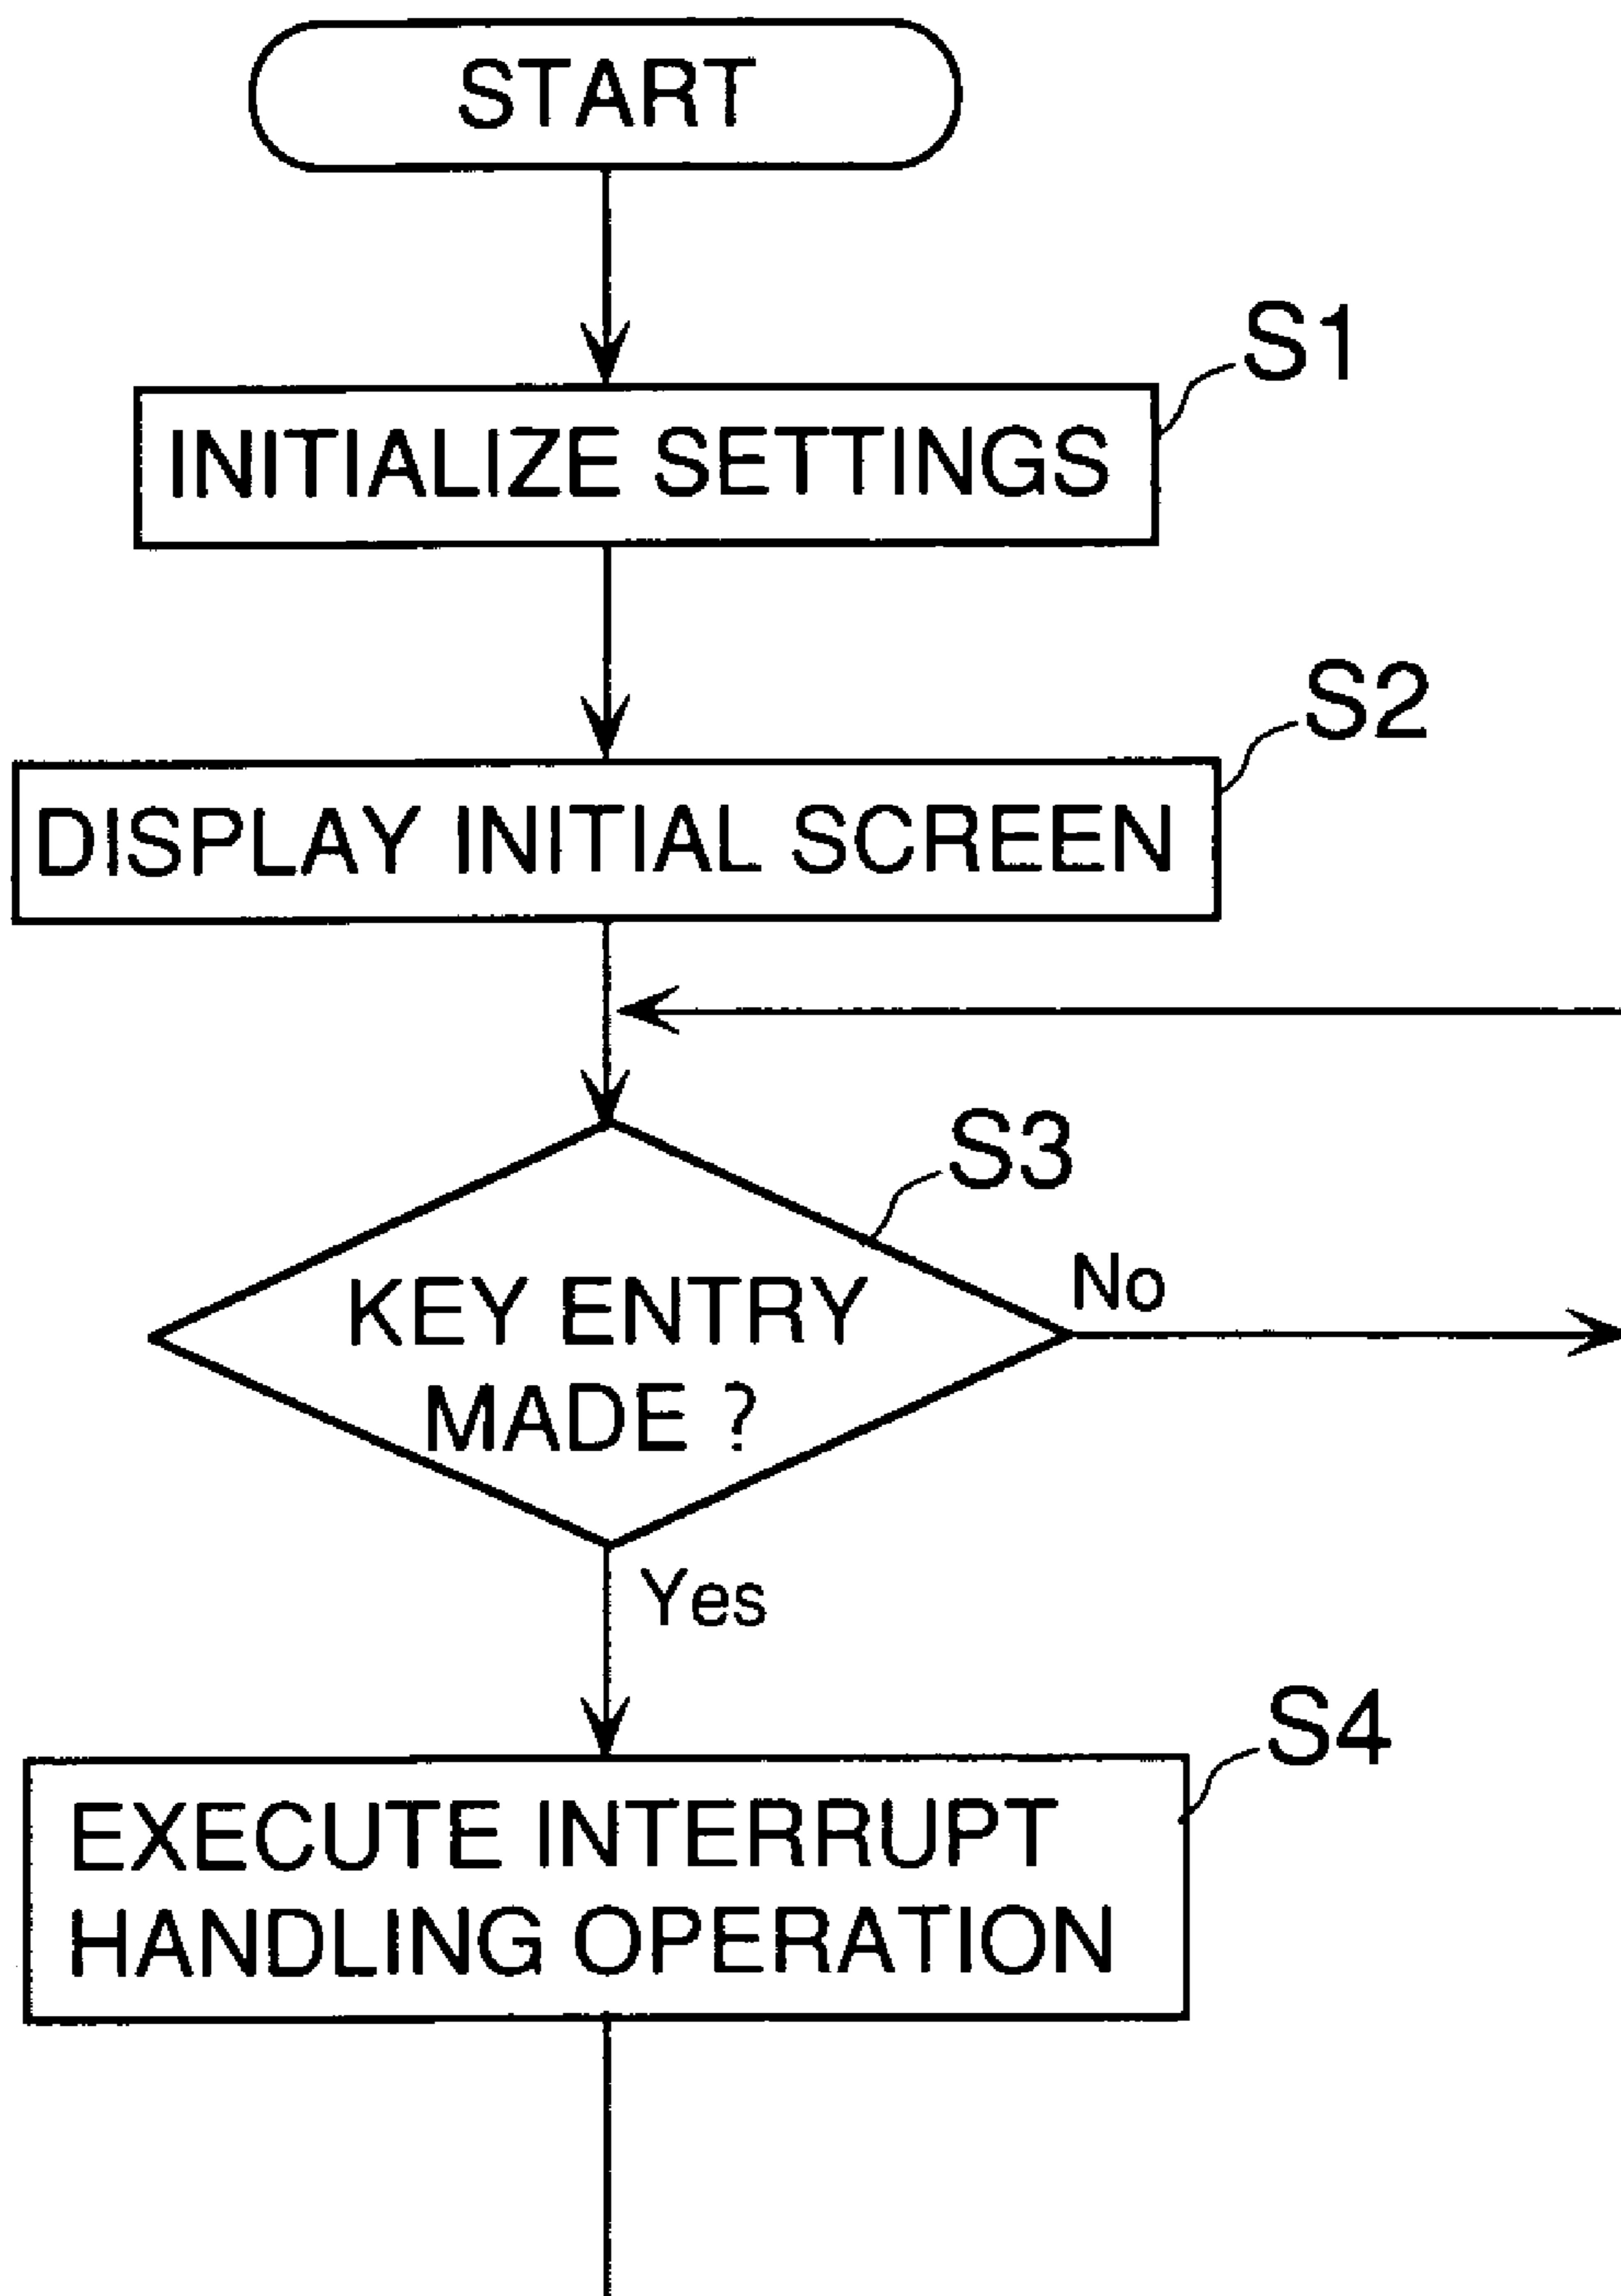 START
S1
INITIALIZE SETTINGS
S2
DISPLAY INITIAL SCREEN
S3
KEY ENTRY
MADE ?
No
Yes
S4
EXECUTE INTERRUPT
HANDLING OPERATION